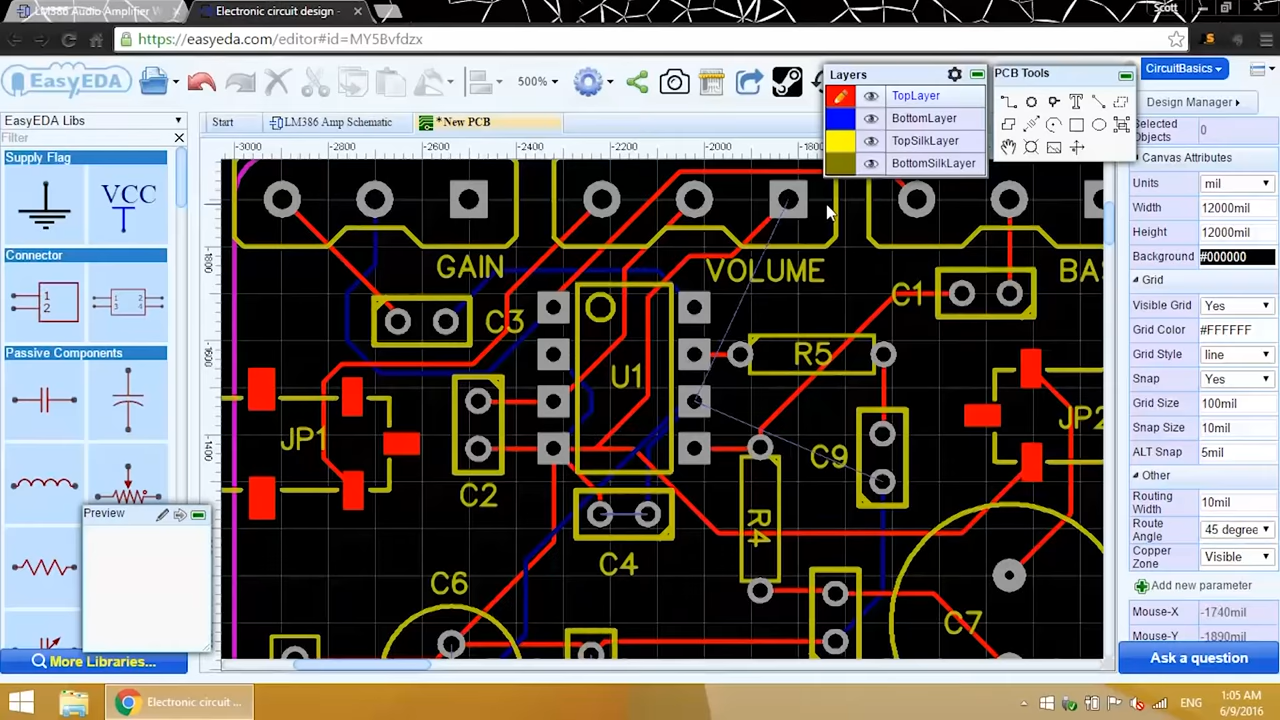 LM386 Audio Amplifier
Electronic circuit design -
Scott
https://easyeda.com/editor#id=MY5Bvfdzx
EasyEDA
500%
Layers
TopLayer
BottomLayer
TopSilkLayer
BottomSilkLayer
PCB Tools
CircuitBasics
Design Manager
EasyEDA Libs
Filter
Start
LM386 Amp Schematic
*New PCB
Supply Flag
VCC
Connector
1
2
Passive Components
Preview
More Libraries...
-3000
-2800
-2600
-2400
-2200
-2000
-1800
-1800
-1600
-1400
GAIN
VOLUME
BA
C3
C1
R5
U1
JP1
JP2
C2
C9
C4
R4
C6
C7
Selected Objects
0
Canvas Attributes
Units
mil
Width
12000mil
Height
12000mil
Background
#000000
Grid
Visible Grid
Yes
Grid Color
#FFFFFF
Grid Style
line
Snap
Yes
Grid Size
100mil
Snap Size
10mil
ALT Snap
5mil
Other
Routing Width
10mil
Route Angle
45 degree
Copper Zone
Visible
Add new parameter
Mouse-X
-1740mil
Mouse-Y
-1890mil
Ask a question
Electronic circuit ...
ENG
1:05 AM
6/9/2016